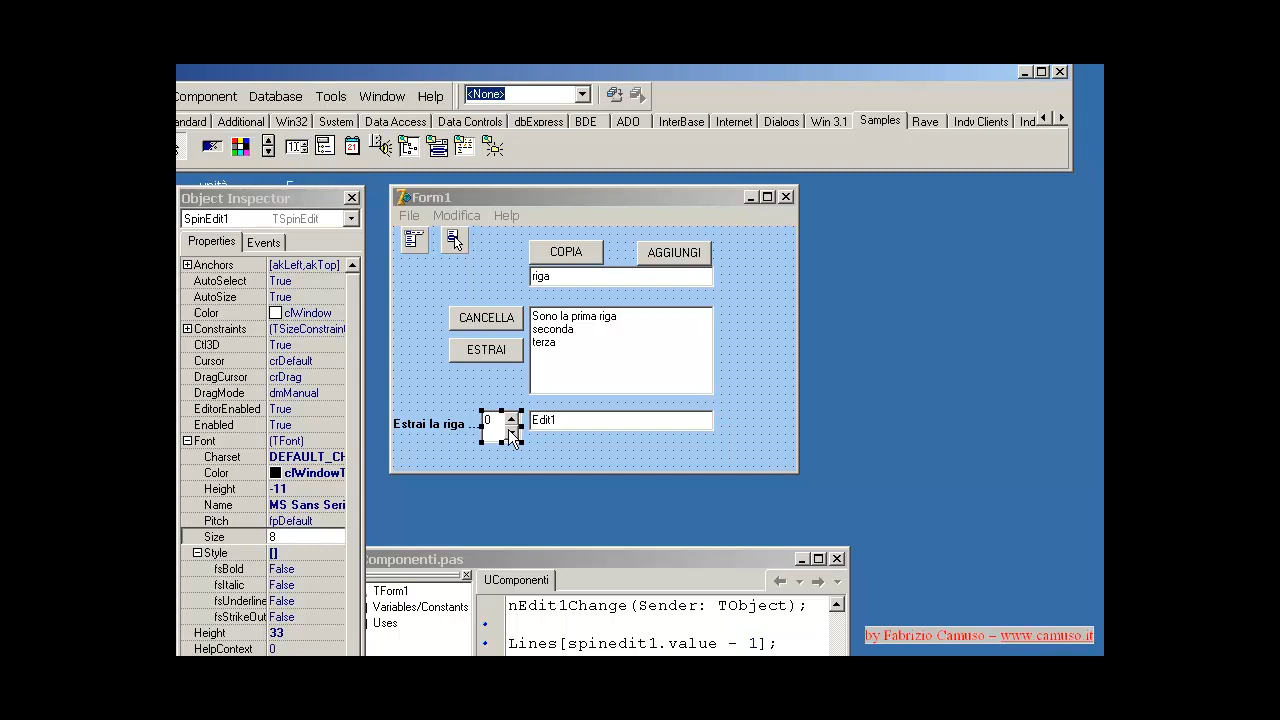 Component Database Tools Window Help <None>
andard Additional Win32 System Data Access Data Controls dbExpress BDE ADO InterBase Internet Dialogs Win 3.1 Samples Rave Indy Clients Ind
Object Inspector
SpinEdit1 TSpinEdit
Properties Events
Anchors [akLeft,akTop]
AutoSelect True
AutoSize True
Color clWindow
Constraints (TSizeConstraint
Ctl3D True
Cursor crDefault
DragCursor crDrag
DragMode dmManual
EditorEnabled True
Enabled True
Font (TFont)
Charset DEFAULT_CH
Color clWindowT
Height -11
Name MS Sans Seri
Pitch fpDefault
Size 8
Style []
fsBold False
fsItalic False
fsUnderline False
fsStrikeOut False
Height 33
HelpContext 0
Form1
File Modifica Help
COPIA AGGIUNGI
riga
CANCELLA
ESTRAI
Sono la prima riga
seconda
terza
Estrai la riga ... 0 Edit1
Componenti.pas
TForm1
Variables/Constants
Uses
UComponenti
nEdit1Change(Sender: TObject);
Lines[spinedit1.value - 1];
by Fabrizio Camuso – www.camuso.it